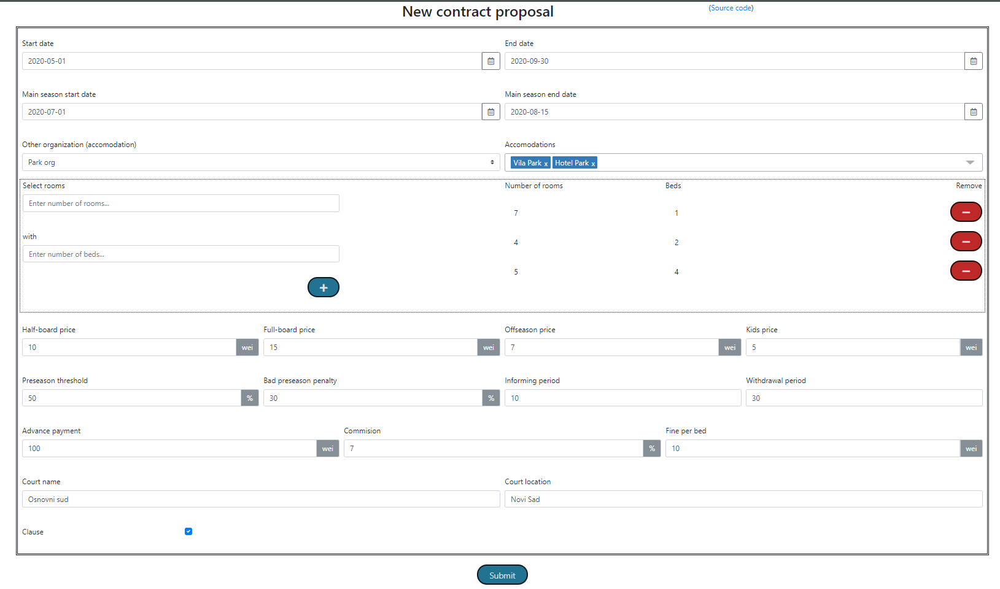 New contract proposal
(Source code)
Start date
End date
2020-05-01
2020-09-30
Main season start date
Main season end date
2020-07-01
2020-08-15
Other organization (accomodation)
Accomodations
Park org
Vila Park x
Hotel Park x
Select rooms
Number of rooms
Beds
Remove
Enter number of rooms...
7
1
with
4
2
Enter number of beds...
5
4
Half-board price
Full-board price
Offseason price
Kids price
10 wei
15 wei
7 wei
5 wei
Preseason threshold
Bad preseason penalty
Informing period
Withdrawal period
50 %
30 %
10
30
Advance payment
Commision
Fine per bed
100 wei
7 %
10 wei
Court name
Court location
Osnovni sud
Novi Sad
Clause
Submit